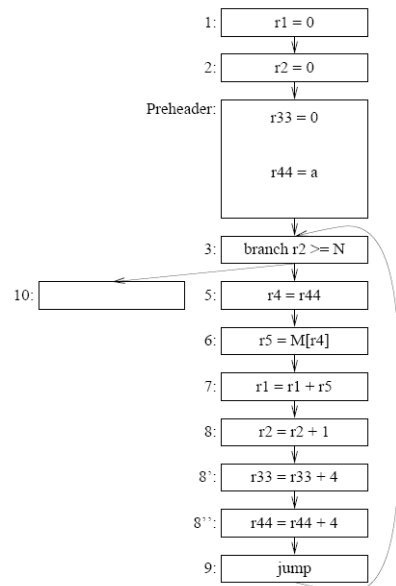 1: r1 = 0
2: r2 = 0
Preheader: r33 = 0
r44 = a
3: branch r2 >= N
10:
5: r4 = r44
6: r5 = M[r4]
7: r1 = r1 + r5
8: r2 = r2 + 1
8’: r33 = r33 + 4
8’’: r44 = r44 + 4
9: jump